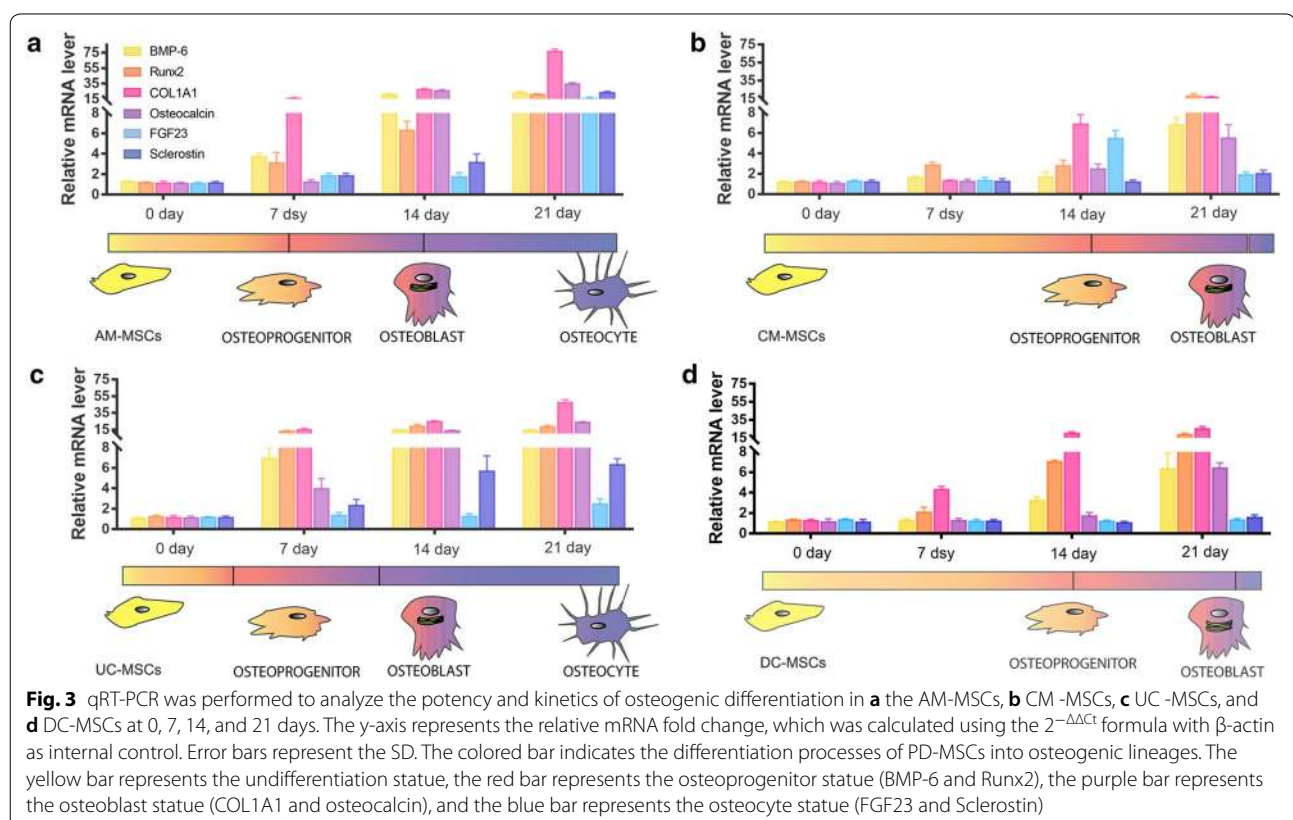 a
Relative mRNA lever
75
55
35
15
8
6
4
2
0
BMP-6
Runx2
COL1A1
Osteocalcin
FGF23
Sclerostin
0 day 7 dsy 14 day 21 day
AM-MSCs OSTEOPROGENITOR OSTEOBLAST OSTEOCYTE
b
Relative mRNA lever
75
55
35
15
8
6
4
2
0
0 day 7 dsy 14 day 21 day
CM-MSCs OSTEOPROGENITOR OSTEOBLAST
c
Relative mRNA lever
75
55
35
15
8
6
4
2
0
0 day 7 day 14 day 21 day
UC-MSCs OSTEOPROGENITOR OSTEOBLAST OSTEOCYTE
d
Relative mRNA lever
75
55
35
15
8
6
4
2
0
0 day 7 dsy 14 day 21 day
DC-MSCs OSTEOPROGENITOR OSTEOBLAST
Fig. 3 qRT-PCR was performed to analyze the potency and kinetics of osteogenic differentiation in a the AM-MSCs, b CM -MSCs, c UC -MSCs, and
d DC-MSCs at 0, 7, 14, and 21 days. The y-axis represents the relative mRNA fold change, which was calculated using the 2−ΔΔCt formula with β-actin
as internal control. Error bars represent the SD. The colored bar indicates the differentiation processes of PD-MSCs into osteogenic lineages. The
yellow bar represents the undifferentiation statue, the red bar represents the osteoprogenitor statue (BMP-6 and Runx2), the purple bar represents
the osteoblast statue (COL1A1 and osteocalcin), and the blue bar represents the osteocyte statue (FGF23 and Sclerostin)